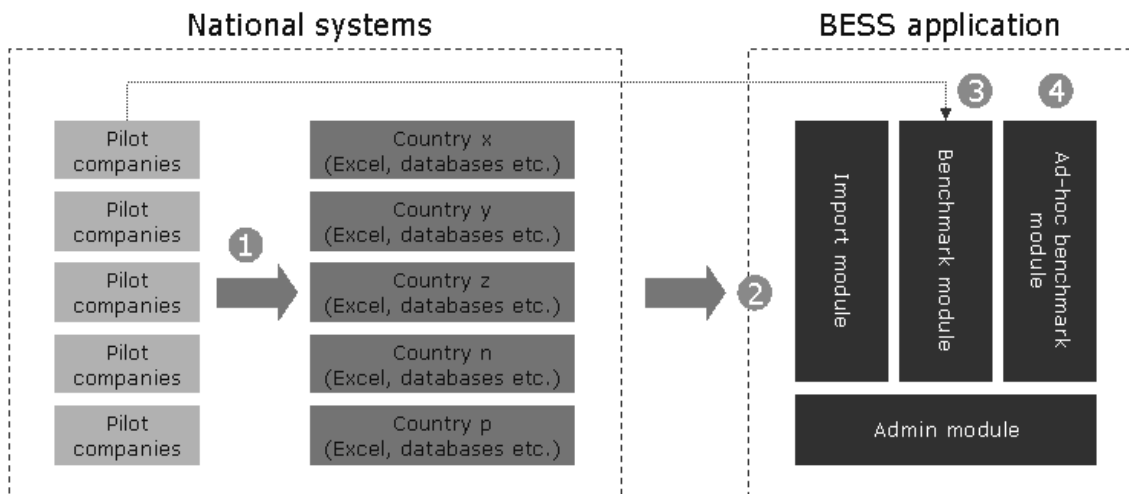 National systems
BESS application
3
4
Pilot
companies
Country x
(Excel, databases etc.)
Pilot
companies
Country y
(Excel, databases etc.)
1
Pilot
companies
Country z
(Excel, databases etc.)
2
Pilot
companies
Country n
(Excel, databases etc.)
Pilot
companies
Country p
(Excel, databases etc.)
Import module
Benchmark module
Ad-hoc benchmark
module
Admin module